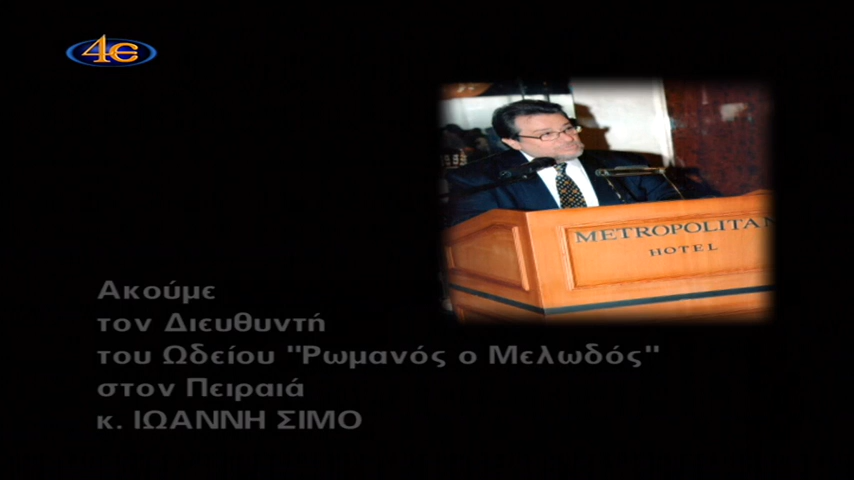 4ε
METROPOLITAN
HOTEL
Ακούμε
τον Διευθυντή
του Ωδείου "Ρωμανός ο Μελωδός"
στον Πειραιά
κ. ΙΩΑΝΝΗ ΣΙΜΟ